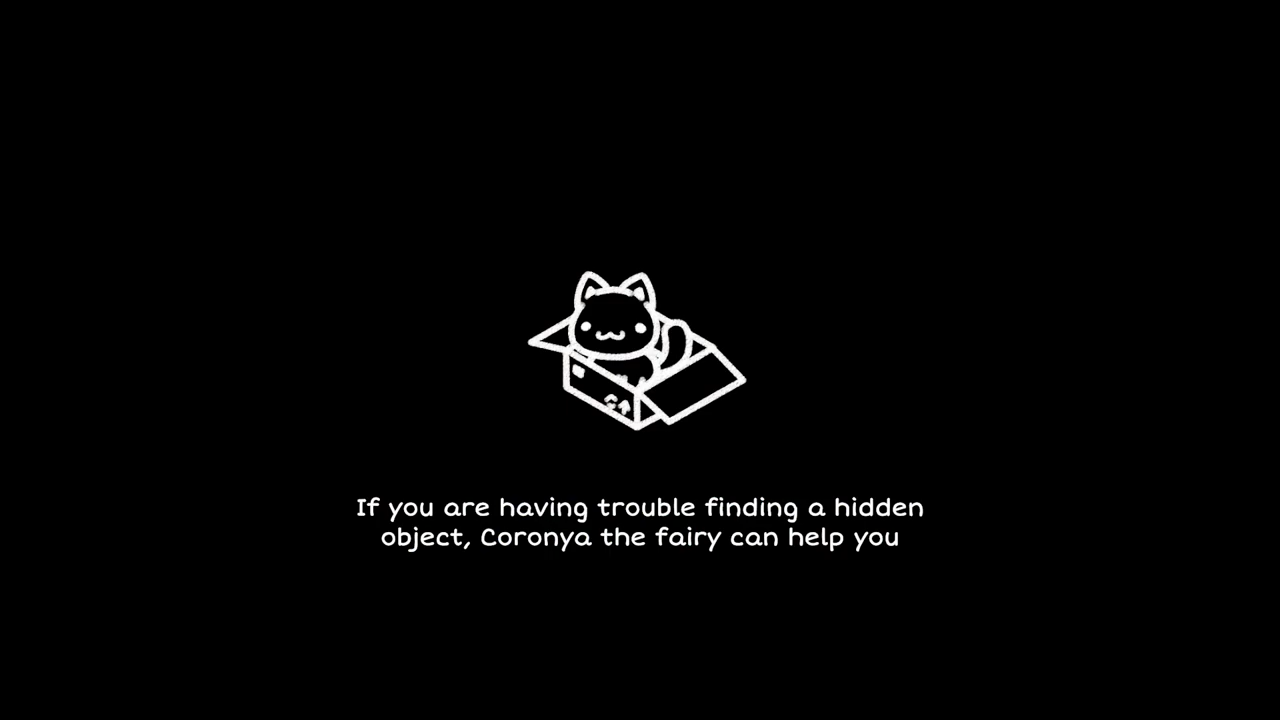 If you are having trouble finding a hidden
object, Coronya the fairy can help you